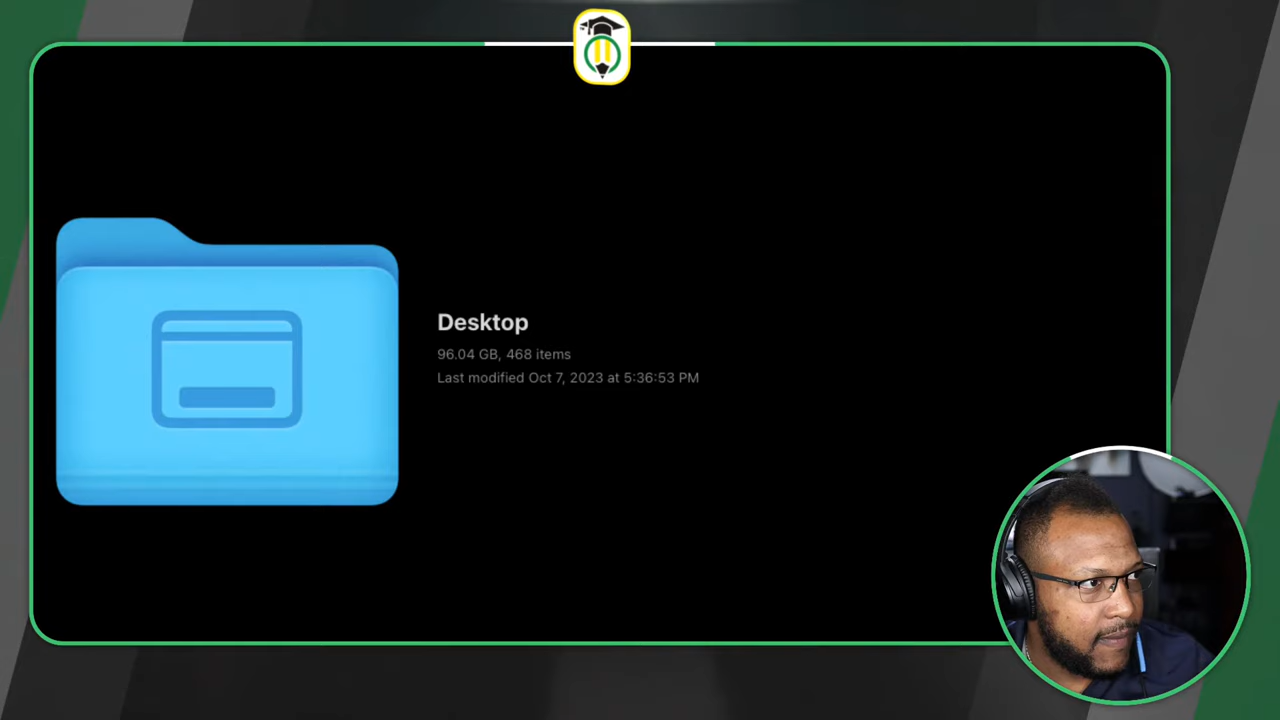 Desktop
96.04 GB, 468 items
Last modified Oct 7, 2023 at 5:36:53 PM